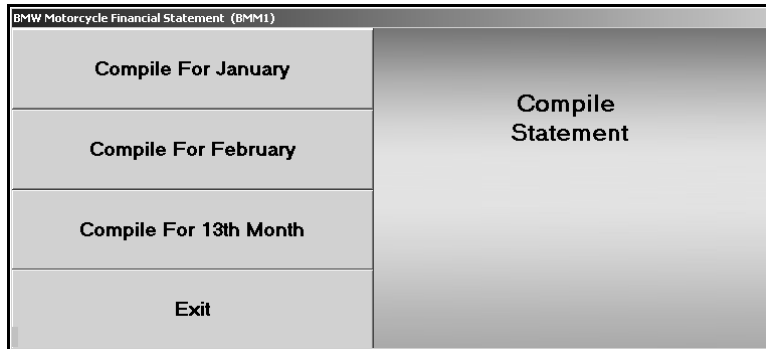 BMW Motorcycle Financial Statement (BMM1)
Compile For January
Compile For February
Compile For 13th Month
Exit
Compile
Statement